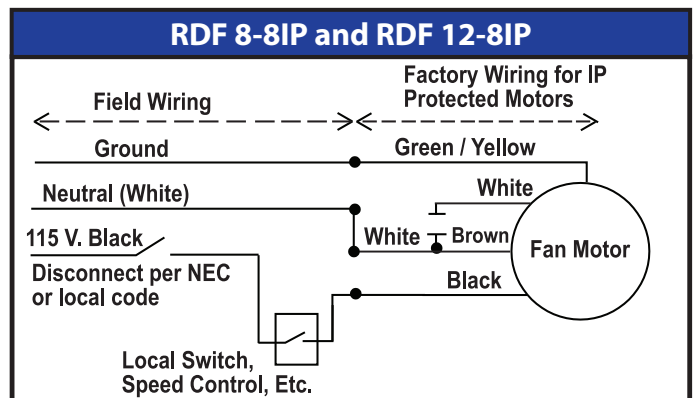 RDF 8-8IP and RDF 12-8IP
Field Wiring
Factory Wiring for IP
Protected Motors
Ground
Green / Yellow
Neutral (White)
White
115 V. Black
White
Brown
Fan Motor
Disconnect per NEC
or local code
Black
Local Switch,
Speed Control, Etc.